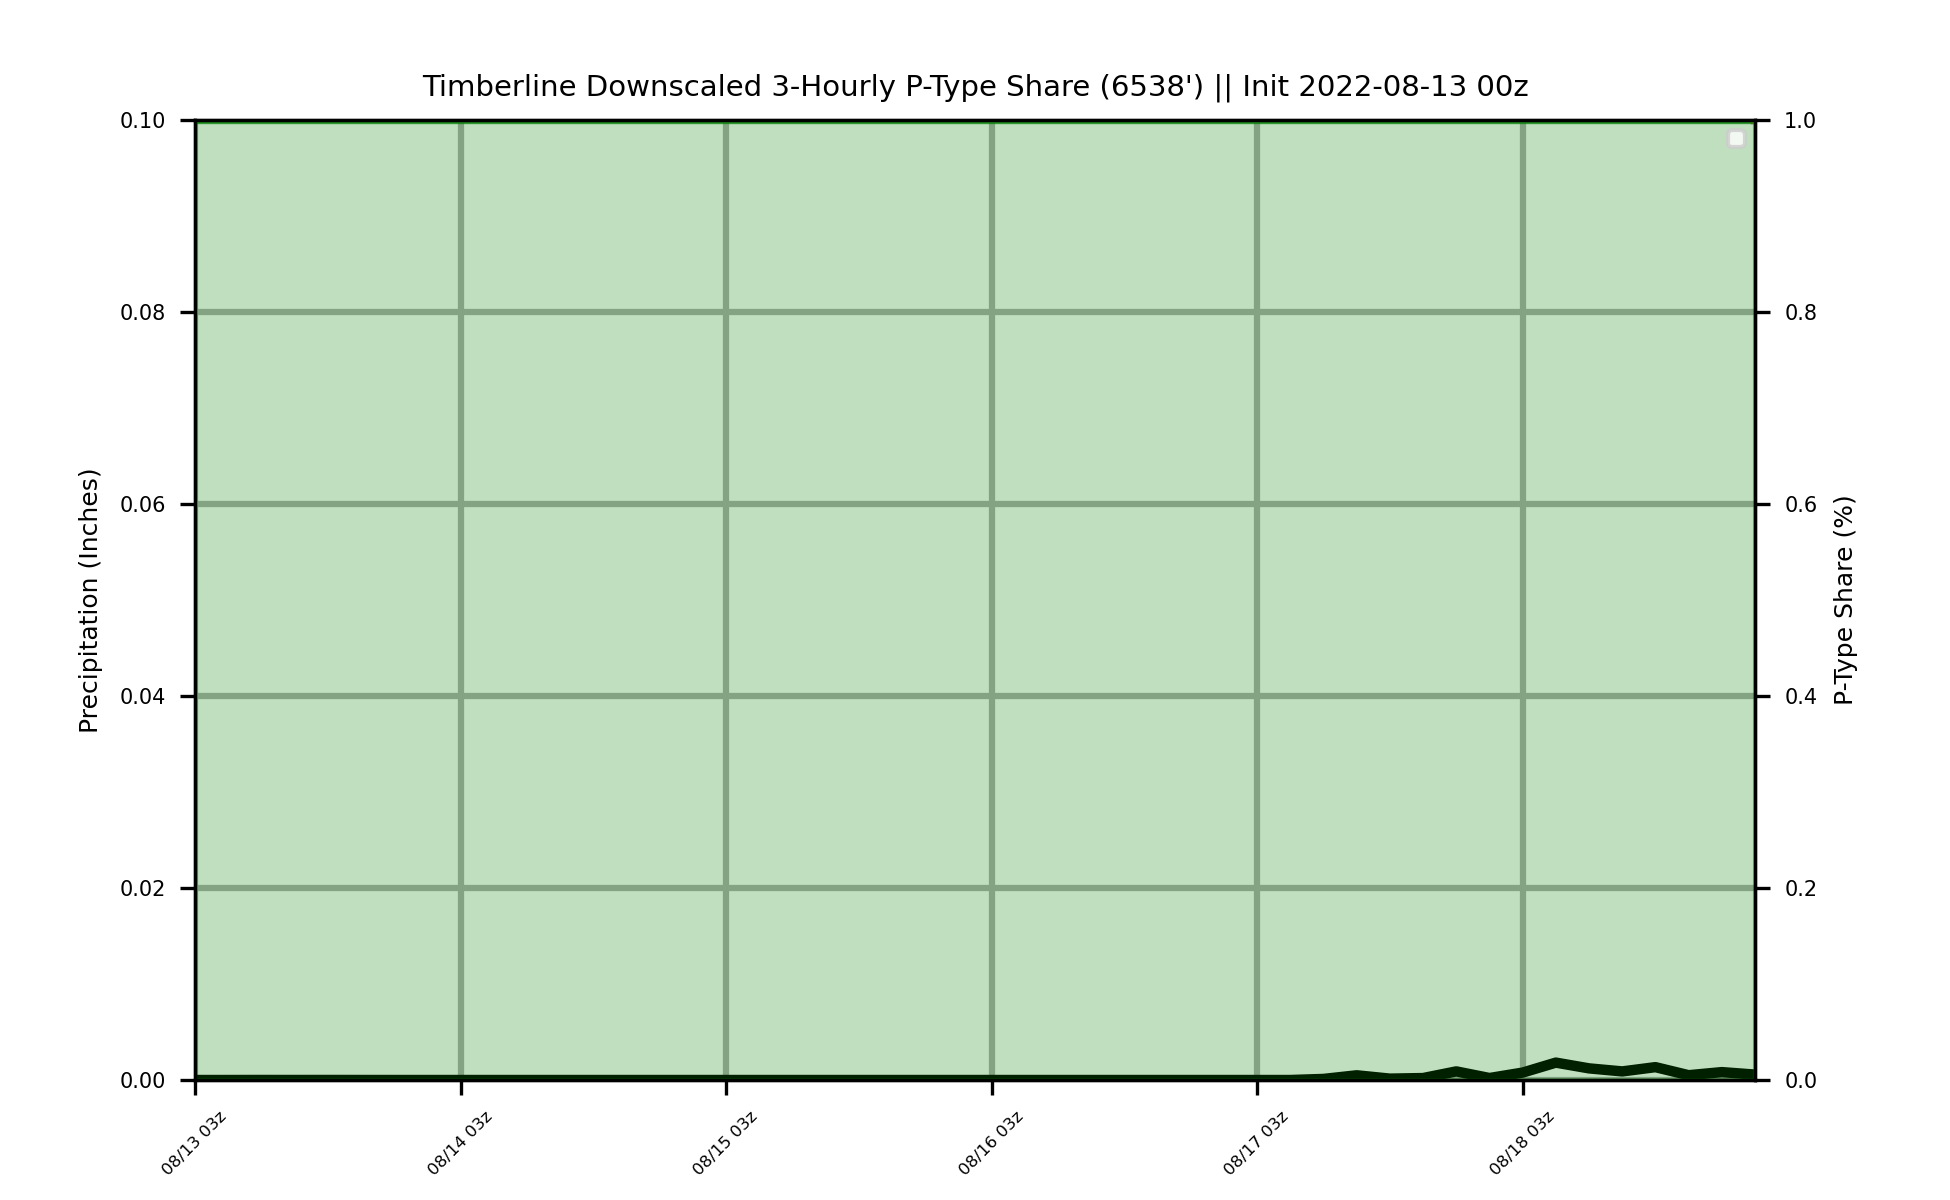 Timberline Downscaled 3-Hourly P-Type Share (6538') || Init 2022-08-13 00z
Precipitation (Inches)
0.10
0.08
0.06
0.04
0.02
0.00
1.0
0.8
0.6
0.4
0.2
0.0
P-Type Share (%)
08/13 03z
08/14 03z
08/15 03z
08/16 03z
08/17 03z
08/18 03z